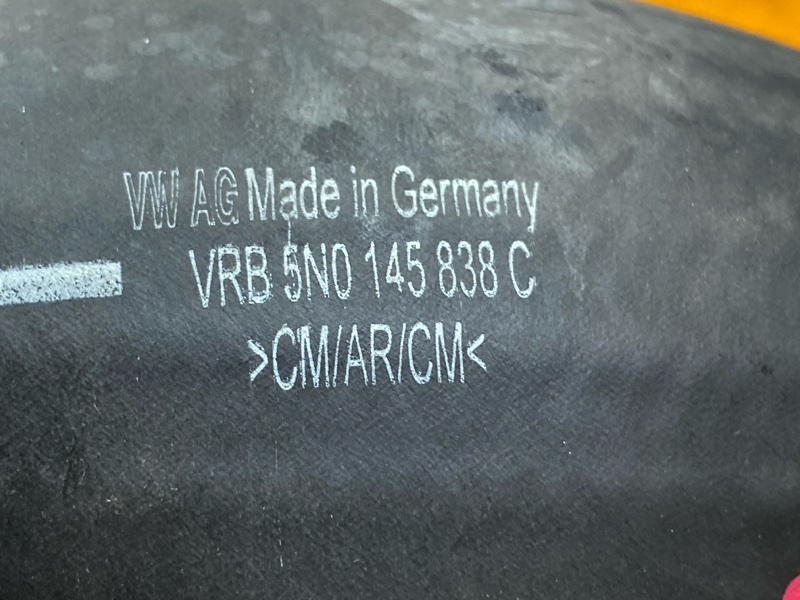 VW AG Made in Germany
VRB 5N0 145 838 C
>CM/AR/CM<